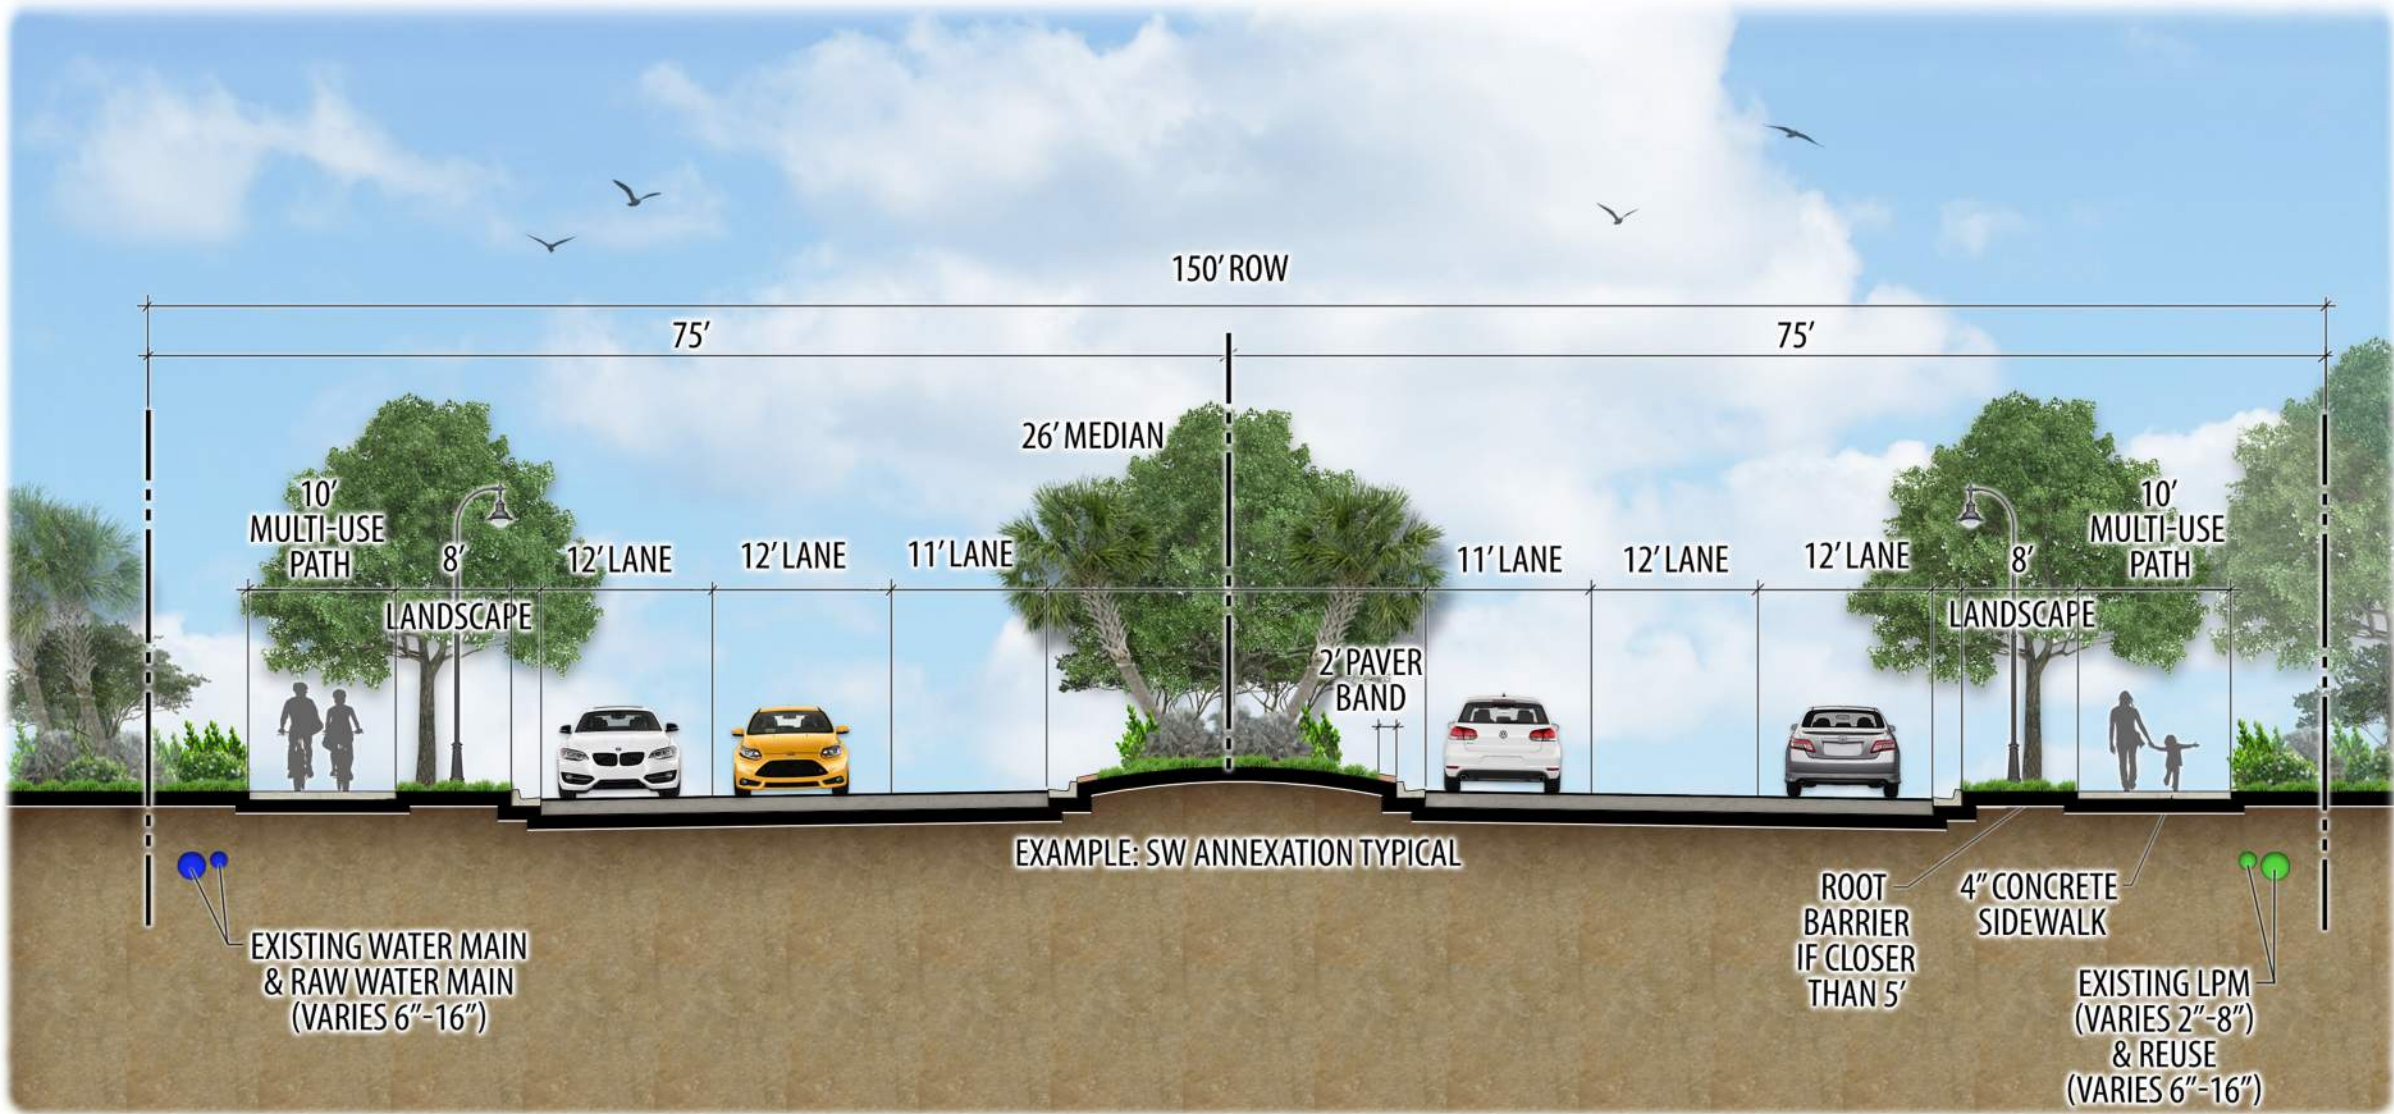 150’ ROW
75’
75’
26’ MEDIAN
10’
MULTI-USE
PATH
8’
LANDSCAPE
12’ LANE
12’ LANE
11’ LANE
2’ PAVER
BAND
11’ LANE
12’ LANE
12’ LANE
8’
LANDSCAPE
10’
MULTI-USE
PATH
EXAMPLE: SW ANNEXATION TYPICAL
EXISTING WATER MAIN
& RAW WATER MAIN
(VARIES 6”-16”)
ROOT
BARRIER
IF CLOSER
THAN 5’
4” CONCRETE
SIDEWALK
EXISTING LPM
(VARIES 2”-8”)
& REUSE
(VARIES 6”-16”)